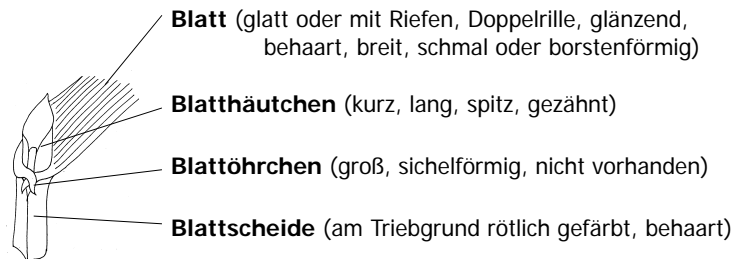 Blatt (glatt oder mit Riefen, Doppelrille, glänzend,
behaart, breit, schmal oder borstenförmig)
Blatthäutchen (kurz, lang, spitz, gezähnt)
Blattöhrchen (groß, sichelförmig, nicht vorhanden)
Blattscheide (am Triebgrund rötlich gefärbt, behaart)